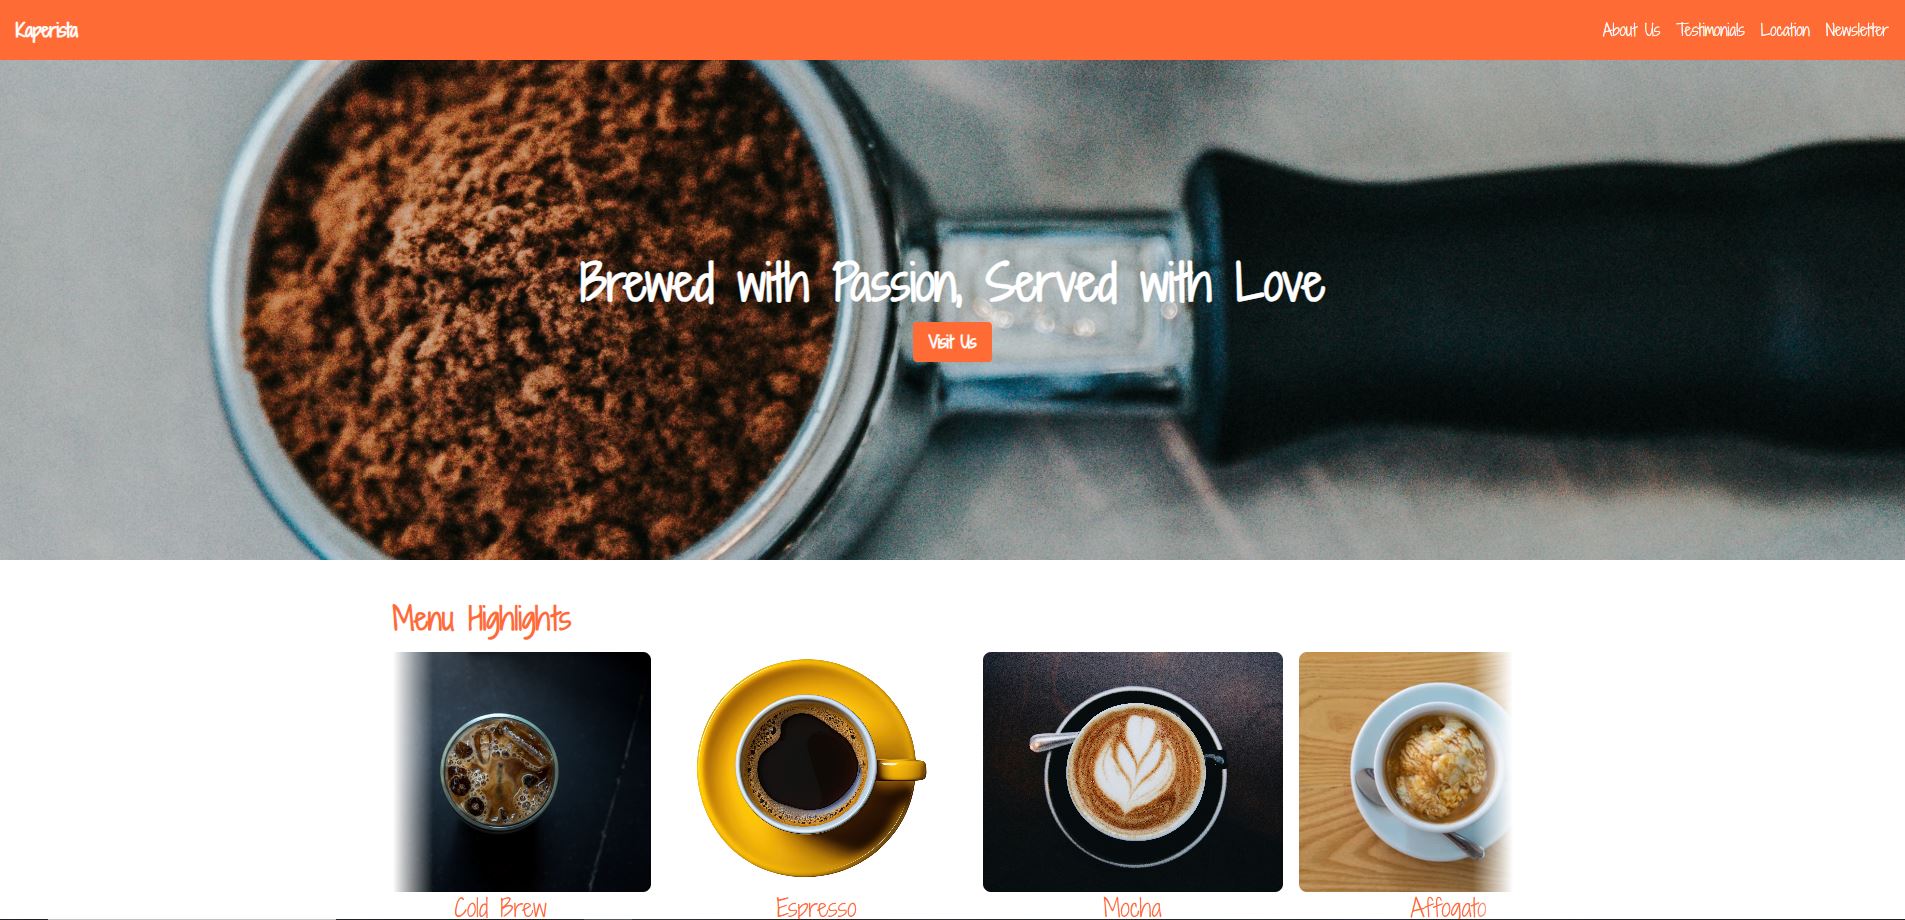 Kaperista
About Us Testimonials Location Newsletter
Brewed with Passion, Served with Love
Visit Us
Menu Highlights
Cold Brew
Espresso
Mocha
Affogato